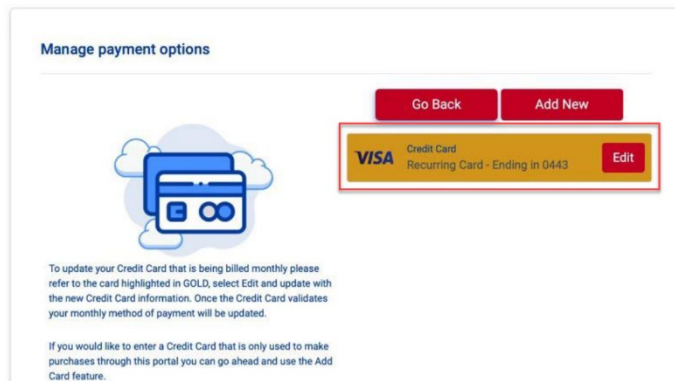 Manage payment options
Go Back
Add New
VISA
Credit Card
Recurring Card - Ending in 0443
Edit
To update your Credit Card that is being billed monthly please
refer to the card highlighted in GOLD, select Edit and update with
the new Credit Card information. Once the Credit Card validates
your monthly method of payment will be updated.
If you would like to enter a Credit Card that is only used to make
purchases through this portal you can go ahead and use the Add
Card feature.